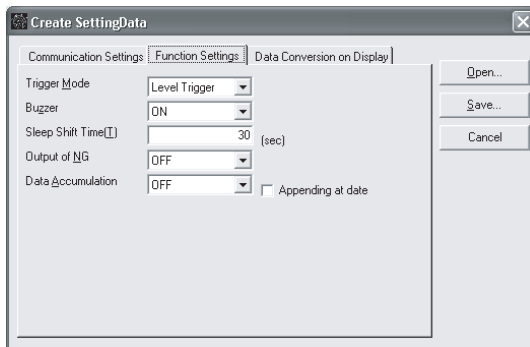 Create SettingData
Communication Settings Function Settings Data Conversion on Display
Trigger Mode Level Trigger
Buzzer ON
Sleep Shift Time(T) 30 (sec)
Output of NG OFF
Data Accumulation OFF Appending at date
Open...
Save...
Cancel